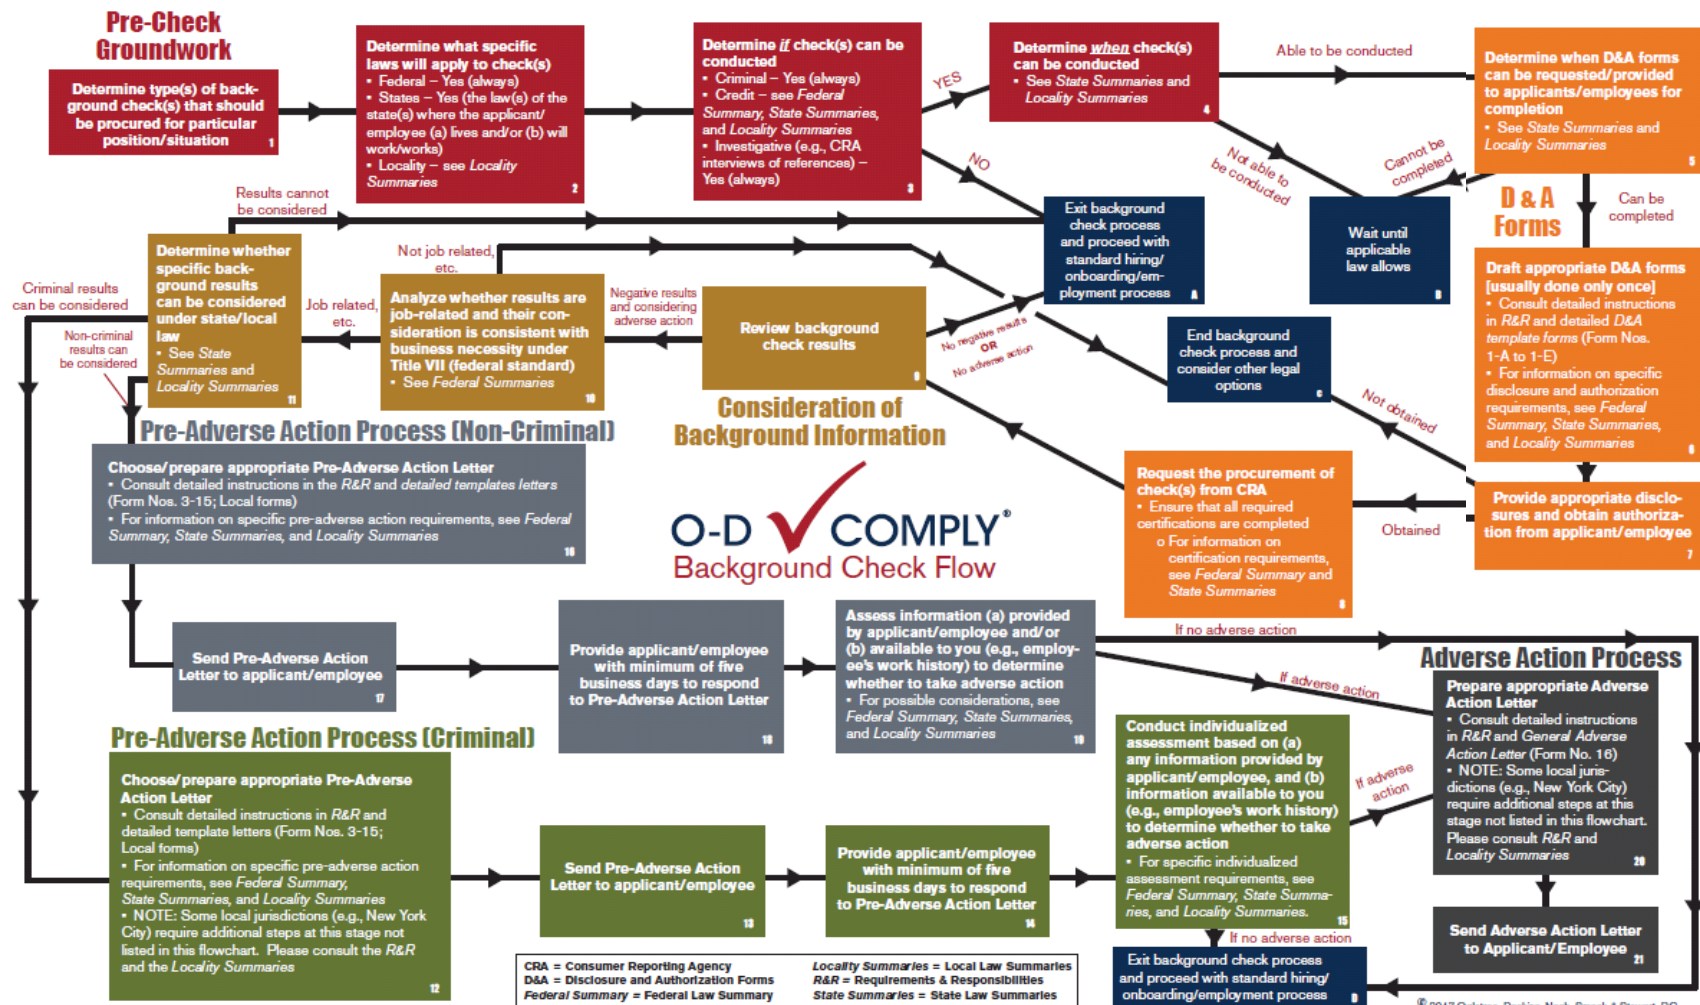 Pre-Check
Groundwork
Determine type(s) of back-
ground check(s) that should
be procured for particular
position/situation
1
Determine what specific
laws will apply to check(s)
• Federal – Yes (always)
• States – Yes (the law(s) of the
state(s) where the applicant/
employee (a) lives and/or (b) will
work/works)
• Locality – see Locality
Summaries
2
Determine if check(s) can be
conducted
• Criminal – Yes (always)
• Credit – see Federal
Summary, State Summaries,
and Locality Summaries
• Investigative (e.g., CRA
interviews of references) –
Yes (always)
3
YES
NO
Determine when check(s)
can be conducted
• See State Summaries and
Locality Summaries
4
Able to be conducted
Not able to
be conducted
Determine when D&A forms
can be requested/provided
to applicants/employees for
completion
• See State Summaries and
Locality Summaries
5
Cannot be
completed
Can be
completed
Exit background
check process
and proceed with
standard hiring/
onboarding/em-
ployment process
A
Wait until
applicable
law allows
B
D & A
Forms
Draft appropriate D&A forms
[usually done only once]
• Consult detailed instructions
in R&R and detailed D&A
template forms (Form Nos.
1-A to 1-E)
• For information on specific
disclosure and authorization
requirements, see Federal
Summary, State Summaries,
and Locality Summaries
6
Provide appropriate disclo-
sures and obtain authoriza-
tion from applicant/employee
7
Not obtained
Obtained
End background
check process and
consider other legal
options
C
Request the procurement of
check(s) from CRA
• Ensure that all required
certifications are completed
o For information on
certification requirements,
see Federal Summary and
State Summaries
8
Consideration of
Background Information
Review background
check results
9
No negative results
OR
No adverse action
Negative results
and considering
adverse action
Analyze whether results are
job-related and their con-
sideration is consistent with
business necessity under
Title VII (federal standard)
• See Federal Summaries
10
Not job related,
etc.
Job related,
etc.
Determine whether
specific back-
ground results
can be considered
under state/local
law
• See State
Summaries and
Locality Summaries
11
Results cannot
be considered
Criminal results
can be considered
Non-criminal
results can
be considered
Pre-Adverse Action Process (Non-Criminal)
Choose/prepare appropriate Pre-Adverse Action Letter
• Consult detailed instructions in the R&R and detailed templates letters
(Form Nos. 3-15; Local forms)
• For information on specific pre-adverse action requirements, see Federal
Summary, State Summaries, and Locality Summaries
16
O-D COMPLY®
Background Check Flow
Send Pre-Adverse Action
Letter to applicant/employee
17
Provide applicant/employee
with minimum of five
business days to respond
to Pre-Adverse Action Letter
18
Assess information (a) provided
by applicant/employee and/or
(b) available to you (e.g., employ-
ee's work history) to determine
whether to take adverse action
• For possible considerations, see
Federal Summary, State Summaries,
and Locality Summaries
19
If no adverse action
If adverse action
Pre-Adverse Action Process (Criminal)
Choose/prepare appropriate Pre-Adverse
Action Letter
• Consult detailed instructions in R&R and
detailed template letters (Form Nos. 3-15;
Local forms)
• For information on specific pre-adverse action
requirements, see Federal Summary,
State Summaries, and Locality Summaries
• NOTE: Some local jurisdictions (e.g., New York
City) require additional steps at this stage not
listed in this flowchart. Please consult the R&R
and the Locality Summaries
12
Send Pre-Adverse Action
Letter to applicant/employee
13
Provide applicant/employee
with minimum of five
business days to respond
to Pre-Adverse Action Letter
14
Conduct individualized
assessment based on (a)
any information provided by
applicant/employee, and (b)
information available to you
(e.g., employee's work history)
to determine whether to take
adverse action
• For specific individualized
assessment requirements, see
Federal Summary, State Summa-
ries, and Locality Summaries.
15
If adverse
action
If no adverse action
Adverse Action Process
Prepare appropriate Adverse
Action Letter
• Consult detailed instructions
in R&R and General Adverse
Action Letter (Form No. 16)
• NOTE: Some local juris-
dictions (e.g., New York City)
require additional steps at this
stage not listed in this flowchart.
Please consult R&R and
Locality Summaries
20
Send Adverse Action Letter
to Applicant/Employee
21
Exit background check process
and proceed with standard hiring/
onboarding/employment process
D
CRA = Consumer Reporting Agency
D&A = Disclosure and Authorization Forms
Federal Summary = Federal Law Summary
Locality Summaries = Local Law Summaries
R&R = Requirements & Responsibilities
State Summaries = State Law Summaries